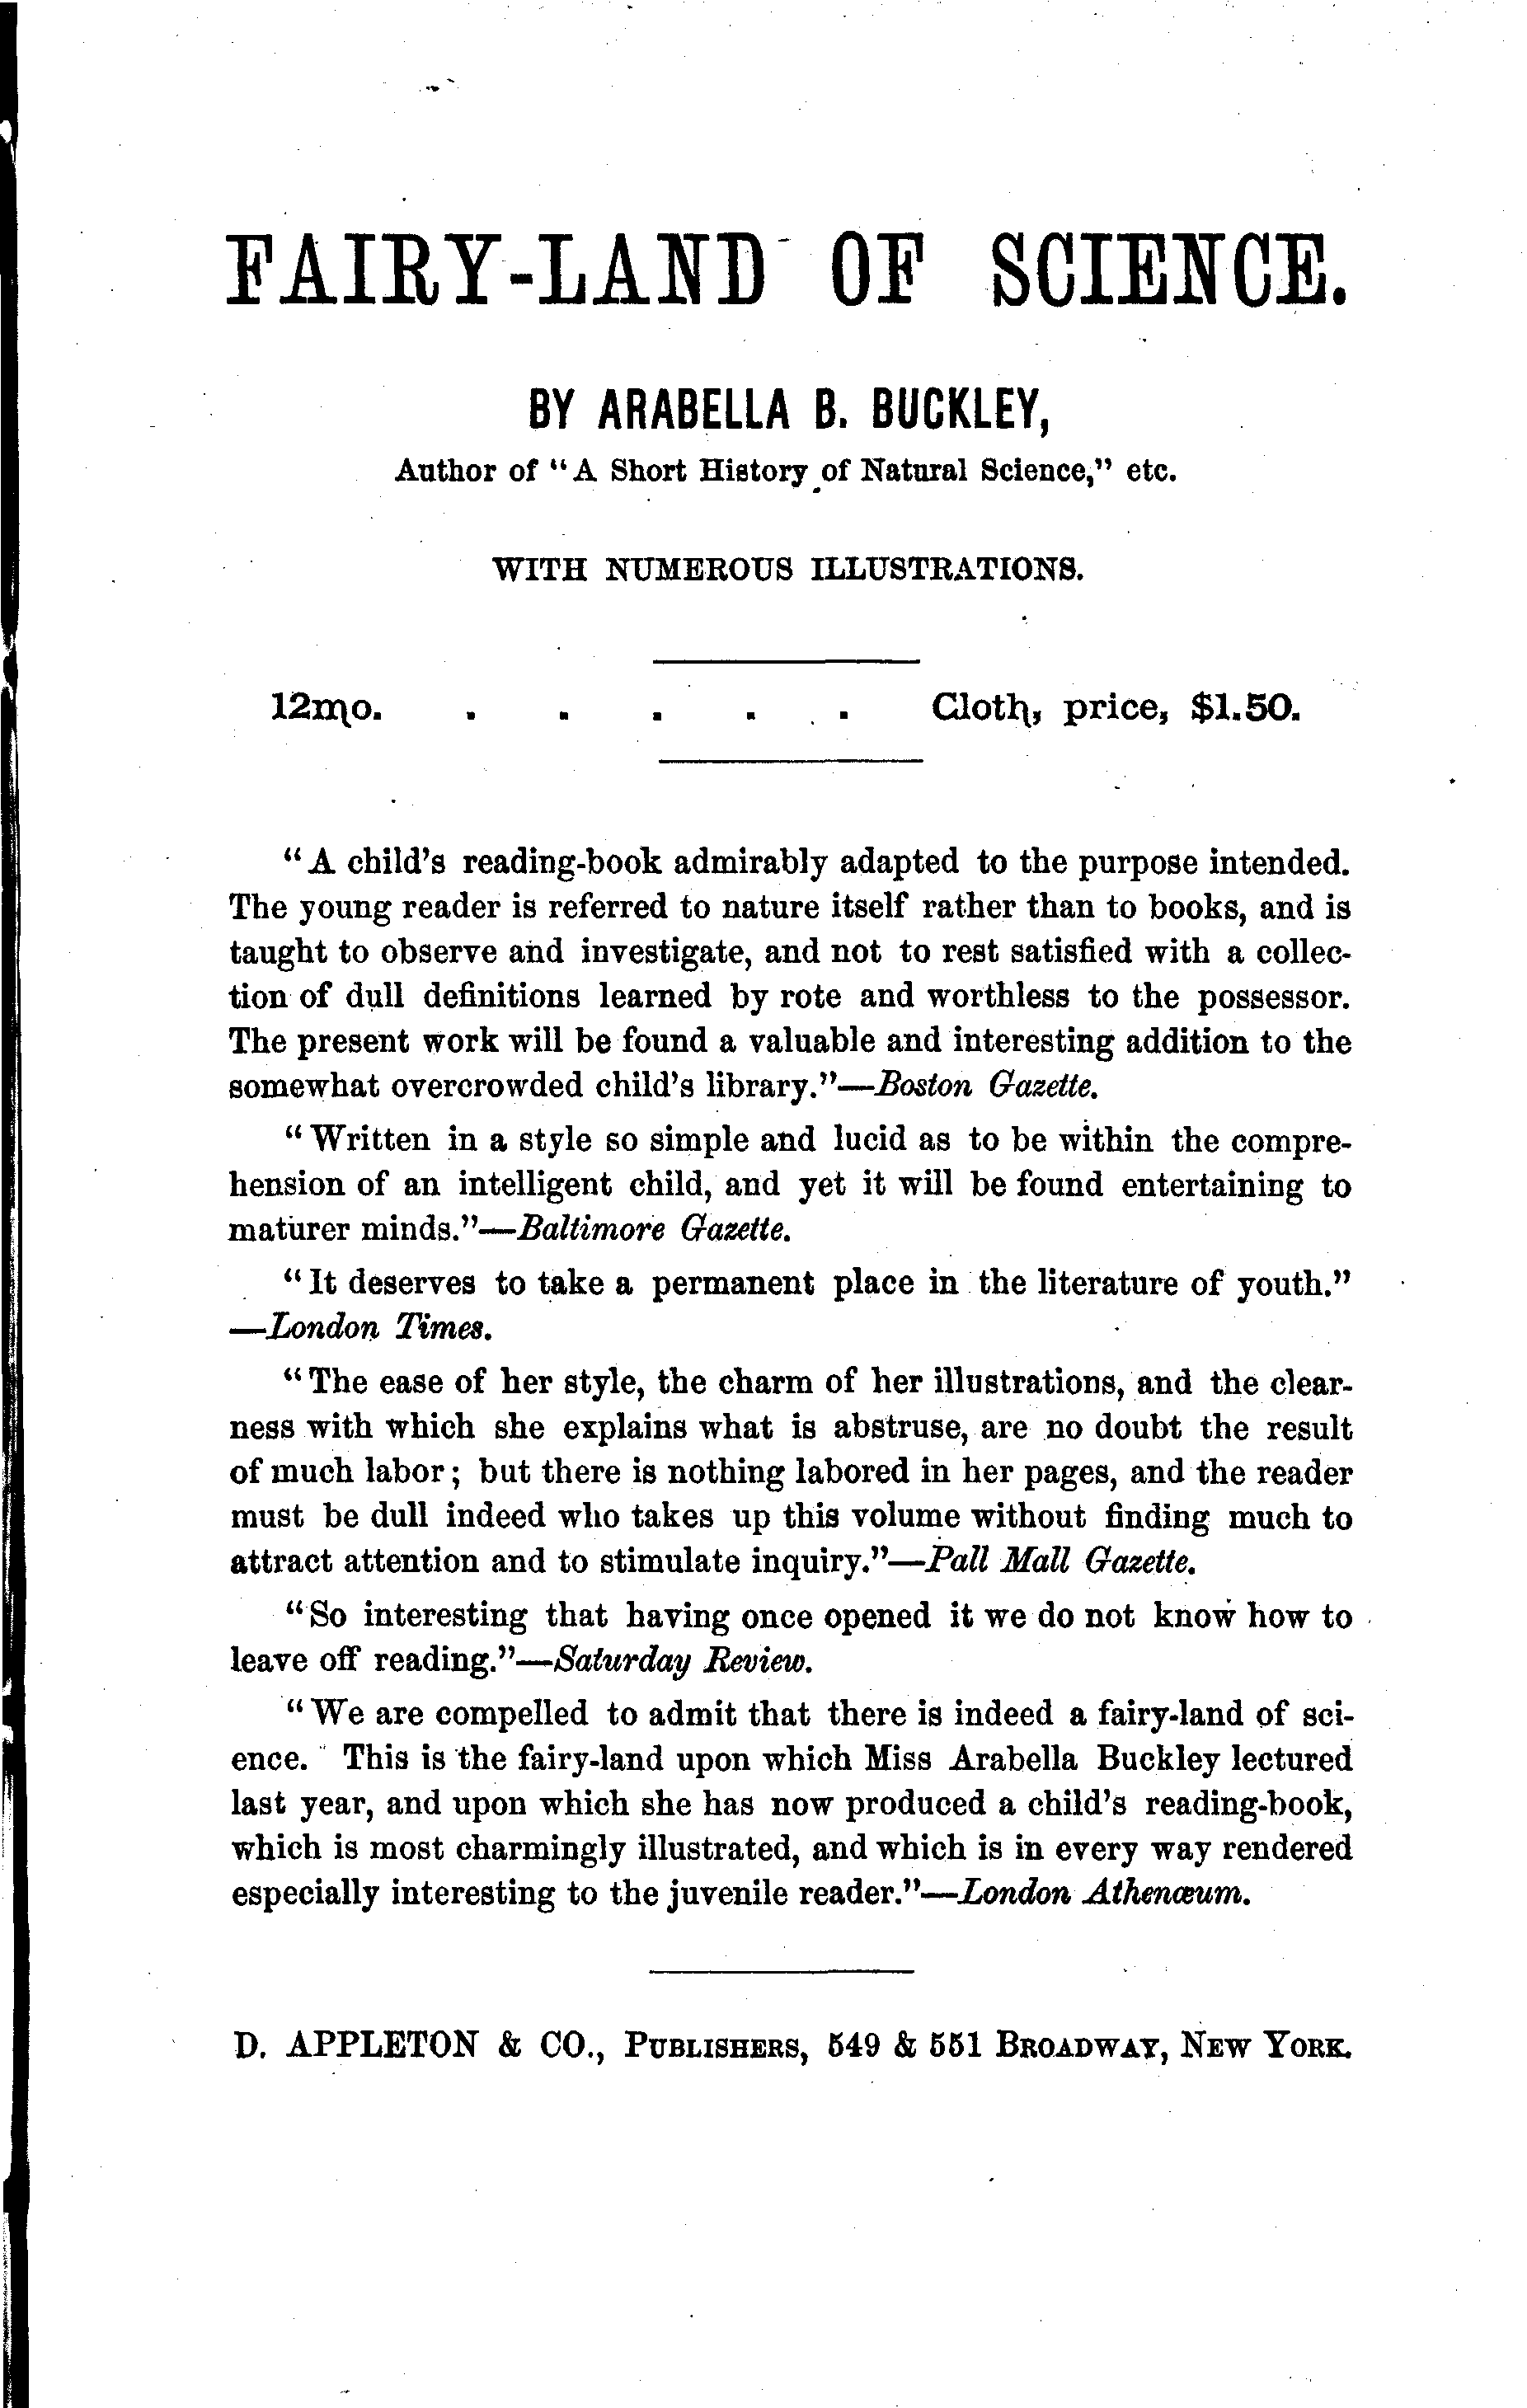 FAIRY-LAND OF SCIENCE.
BY ARABELLA B. BUCKLEY,
Author of "A Short History of Natural Science," etc.
WITH NUMEROUS ILLUSTRATIONS.
12mo. . . . . . Cloth, price, $1.50.
"A child's reading-book admirably adapted to the purpose intended.
The young reader is referred to nature itself rather than to books, and is
taught to observe and investigate, and not to rest satisfied with a collec-
tion of dull definitions learned by rote and worthless to the possessor.
The present work will be found a valuable and interesting addition to the
somewhat overcrowded child's library."—Boston Gazette.
"Written in a style so simple and lucid as to be within the compre-
hension of an intelligent child, and yet it will be found entertaining to
maturer minds."—Baltimore Gazette.
"It deserves to take a permanent place in the literature of youth."
—London Times.
"The ease of her style, the charm of her illustrations, and the clear-
ness with which she explains what is abstruse, are no doubt the result
of much labor; but there is nothing labored in her pages, and the reader
must be dull indeed who takes up this volume without finding much to
attract attention and to stimulate inquiry."—Pall Mall Gazette.
"So interesting that having once opened it we do not know how to
leave off reading."—Saturday Review.
"We are compelled to admit that there is indeed a fairy-land of sci-
ence. This is the fairy-land upon which Miss Arabella Buckley lectured
last year, and upon which she has now produced a child's reading-book,
which is most charmingly illustrated, and which is in every way rendered
especially interesting to the juvenile reader."—London Athenæum.
D. APPLETON & CO., PUBLISHERS, 549 & 551 BROADWAY, NEW YORK.